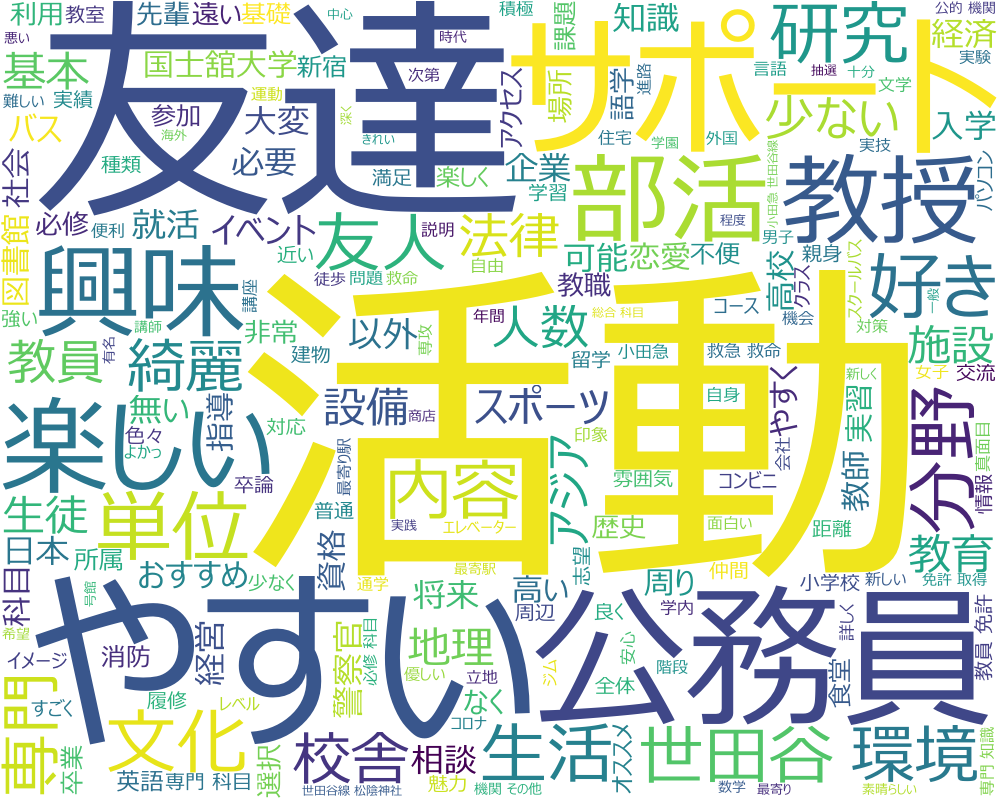 利用
教室
先輩
遠い
基礎
中心
積極
知識
課題
研究
公的 機関
経済
悪い
友達
時代
サポート
基本
国士舘大学
新宿
次第
アクセス
場所
語学
進路
言語
抽選
十分
文学
実験
難しい
実績
運動
深く
少ない
入学
バス
参加
海外
大変
きれい
住宅
学園
外国
実技
世田谷線
小田急
パソコン
社会
種類
必要
満足
楽しく
企業
学習
部活
教授
図書館
必修
便利
就活
イベント
友人
説明
法律
可能
恋愛
不便
程度
男子
親身
高校
クラス
スクールバス
一般
好き
近い
自由
徒歩
問題
救命
教職
コース
機会
強い
興味
講師
講座
非常
以外
年間
専攻
人数
総合 科目
対策
施設
教員
有名
綺麗
建物
設備
商店
スポーツ
留学
小田急
救急 救命
新しく
女子
交流
活動
無い
指導
対応
自身
やすく
実習
分野
楽しい
色々
よかっ
卒論
最寄り駅
内容
アジア
印象
雰囲気
コンビニ
会社
教師
情報
真面目
生徒
単位
普通
実践
エレベーター
歴史
面白い
距離
日本
所属
おすすめ
資格
最寄駅
志望
仲間
教育
科目
号館
少なく
通学
将来
高い
周り
小学校
新しい
免許 取得
希望
やすい
周辺
良く
学内
公務員
詳しく
教員 免許
イメージ
消防
経営
警察官
必修 科目
地理
優しい
立地
ジム
安心
階段
食堂
専門
すごく
履修
レベル
なく
全体
卒業
文化
選択
校舎
相談
コロナ
生活
オススメ
世田谷
環境
専門 知識
英語
専門 科目
世田谷線 松陰神社
魅力
機関 その他
数学
最寄り
素晴らしい